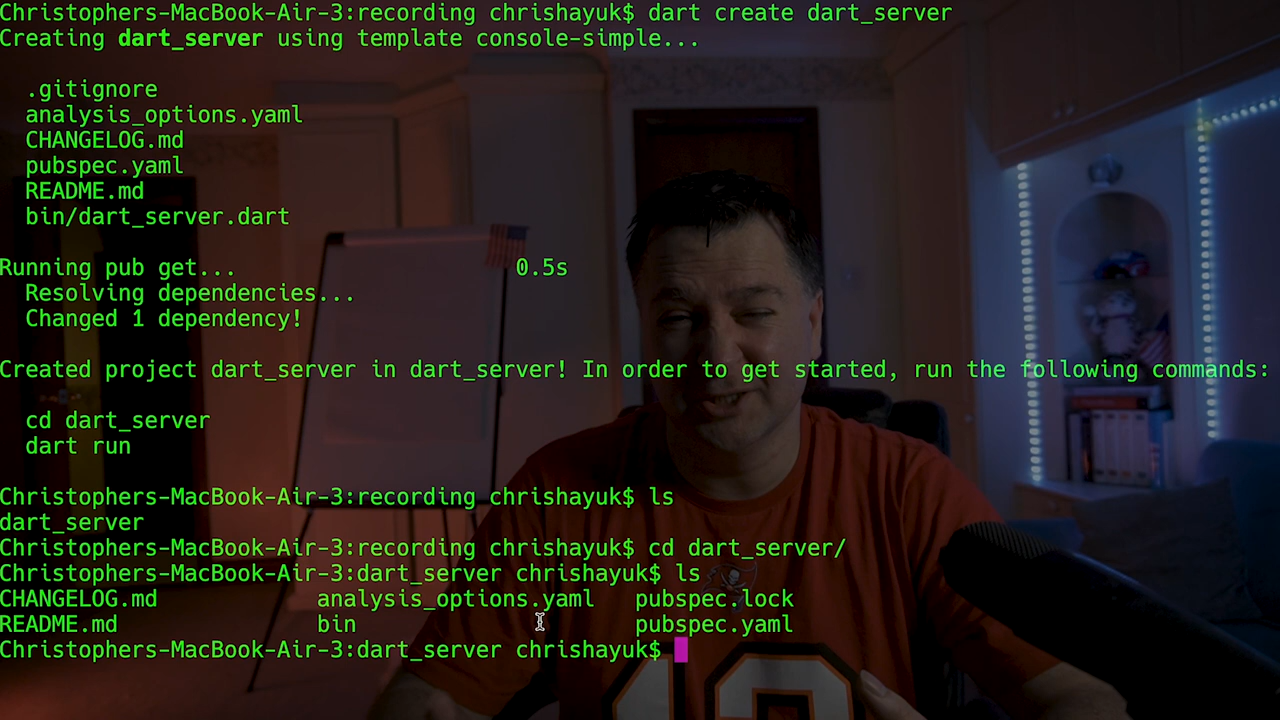 Christophers-MacBook-Air-3:recording chrishayuk$ dart create dart_server
Creating dart_server using template console-simple...
.gitignore
analysis_options.yaml
CHANGELOG.md
pubspec.yaml
README.md
bin/dart_server.dart
Running pub get... 0.5s
Resolving dependencies...
Changed 1 dependency!
Created project dart_server in dart_server! In order to get started, run the following commands:
cd dart_server
dart run
Christophers-MacBook-Air-3:recording chrishayuk$ ls
dart_server
Christophers-MacBook-Air-3:recording chrishayuk$ cd dart_server/
Christophers-MacBook-Air-3:dart_server chrishayuk$ ls
CHANGELOG.md analysis_options.yaml pubspec.lock
README.md bin pubspec.yaml
Christophers-MacBook-Air-3:dart_server chrishayuk$
12